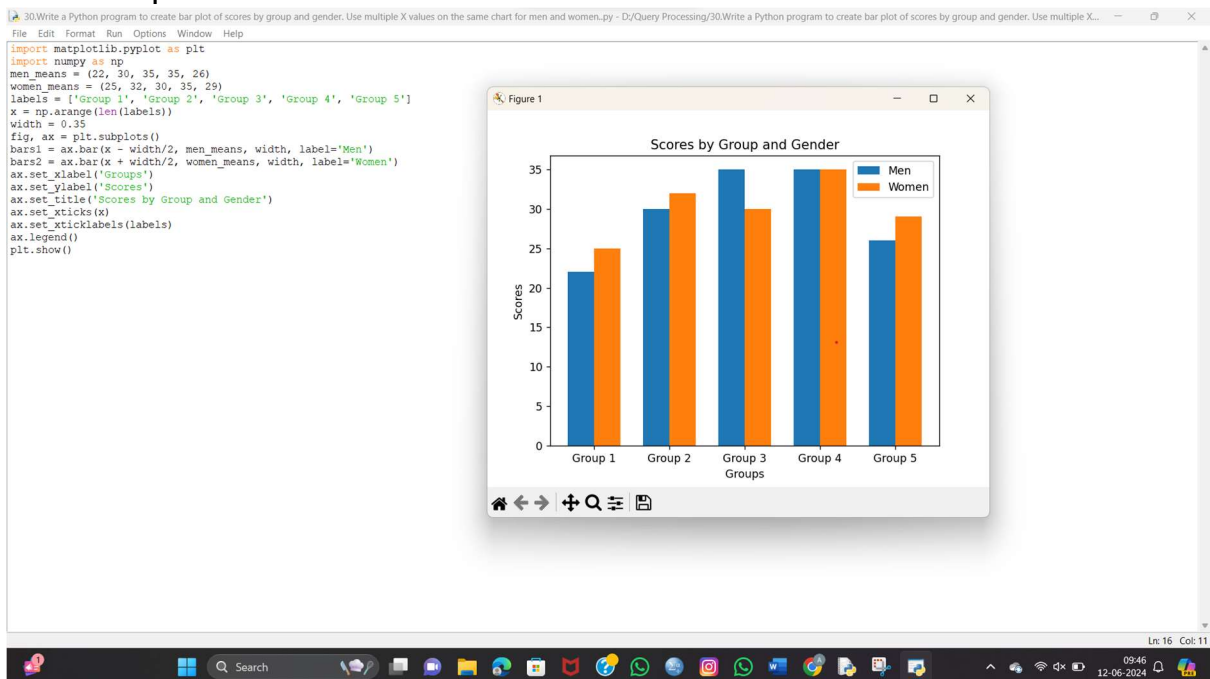 30.Write a Python program to create bar plot of scores by group and gender. Use multiple X values on the same chart for men and women..py - D:/Query Processing/30.Write a Python program to create bar plot of scores by group and gender. Use multiple X...
File Edit Format Run Options Window Help
import matplotlib.pyplot as plt
import numpy as np
men_means = (22, 30, 35, 35, 26)
women_means = (25, 32, 30, 35, 29)
labels = ['Group 1', 'Group 2', 'Group 3', 'Group 4', 'Group 5']
x = np.arange(len(labels))
width = 0.35
fig, ax = plt.subplots()
bars1 = ax.bar(x - width/2, men_means, width, label='Men')
bars2 = ax.bar(x + width/2, women_means, width, label='Women')
ax.set_xlabel('Groups')
ax.set_ylabel('Scores')
ax.set_title('Scores by Group and Gender')
ax.set_xticks(x)
ax.set_xticklabels(labels)
ax.legend()
plt.show()
Figure 1
Scores by Group and Gender
Men
Women
35
30
25
20
15
10
5
0
Scores
Group 1 Group 2 Group 3 Group 4 Group 5
Groups
Ln: 16 Col: 11
1
Search
09:46
12-06-2024